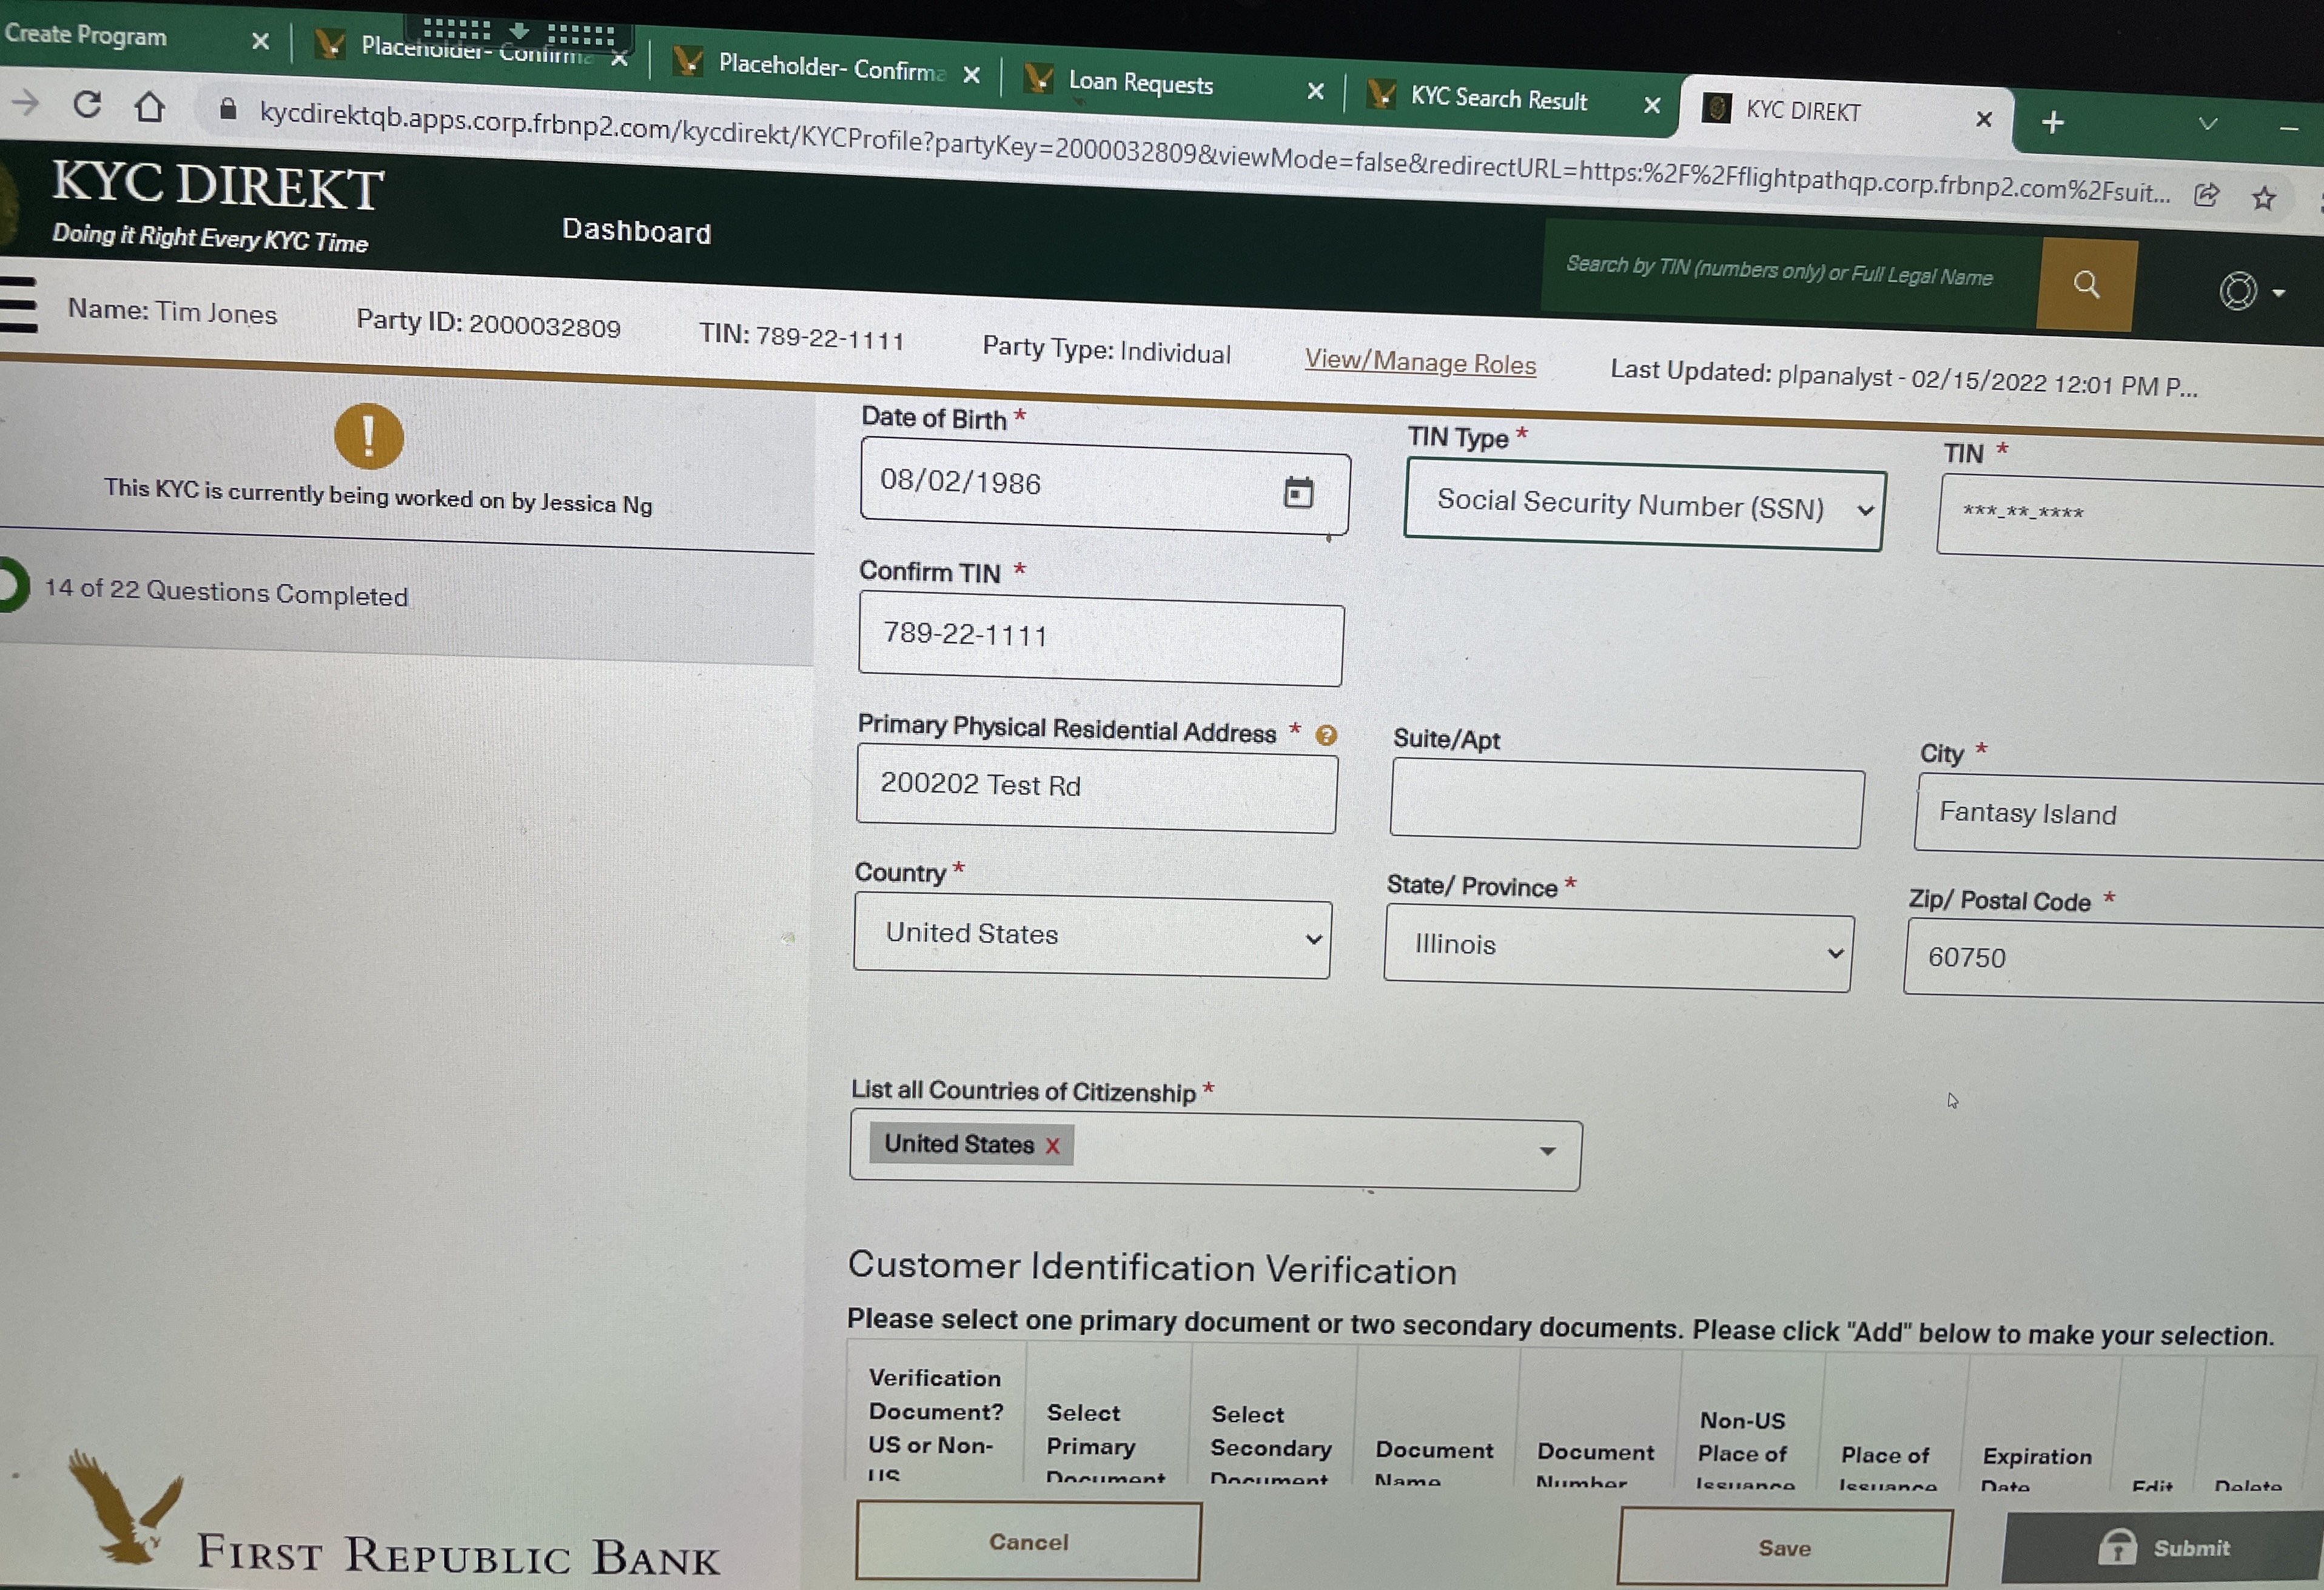 Create Program
Placeholder- Confirma
Placeholder- Confirma
Loan Requests
KYC Search Result
KYC DIREKT
kycdirektqb.apps.corp.frbnp2.com/kycdirekt/KYCProfile?partyKey=2000032809&viewMode=false&redirectURL=https:%2F%2Fflightpathqp.corp.frbnp2.com%2Fsuit...
KYC DIREKT
Doing it Right Every KYC Time
Dashboard
Search by TIN (numbers only) or Full Legal Name
Name: Tim Jones
Party ID: 2000032809
TIN: 789-22-1111
Party Type: Individual
View/Manage Roles
Last Updated: plpanalyst - 02/15/2022 12:01 PM P...
!
This KYC is currently being worked on by Jessica Ng
14 of 22 Questions Completed
Date of Birth *
08/02/1986
TIN Type *
Social Security Number (SSN)
TIN *
***-**-****
Confirm TIN *
789-22-1111
Primary Physical Residential Address * ?
200202 Test Rd
Suite/Apt
City *
Fantasy Island
Country *
United States
State/ Province *
Illinois
Zip/ Postal Code *
60750
List all Countries of Citizenship *
United States X
Customer Identification Verification
Please select one primary document or two secondary documents. Please click "Add" below to make your selection.
Verification
Document?
US or Non-
US
Select
Primary
Document
Select
Secondary
Document
Document
Name
Document
Number
Non-US
Place of
Issuance
Place of
Issuance
Expiration
Date
Edit
Delete
Cancel
Save
Submit
FIRST REPUBLIC BANK